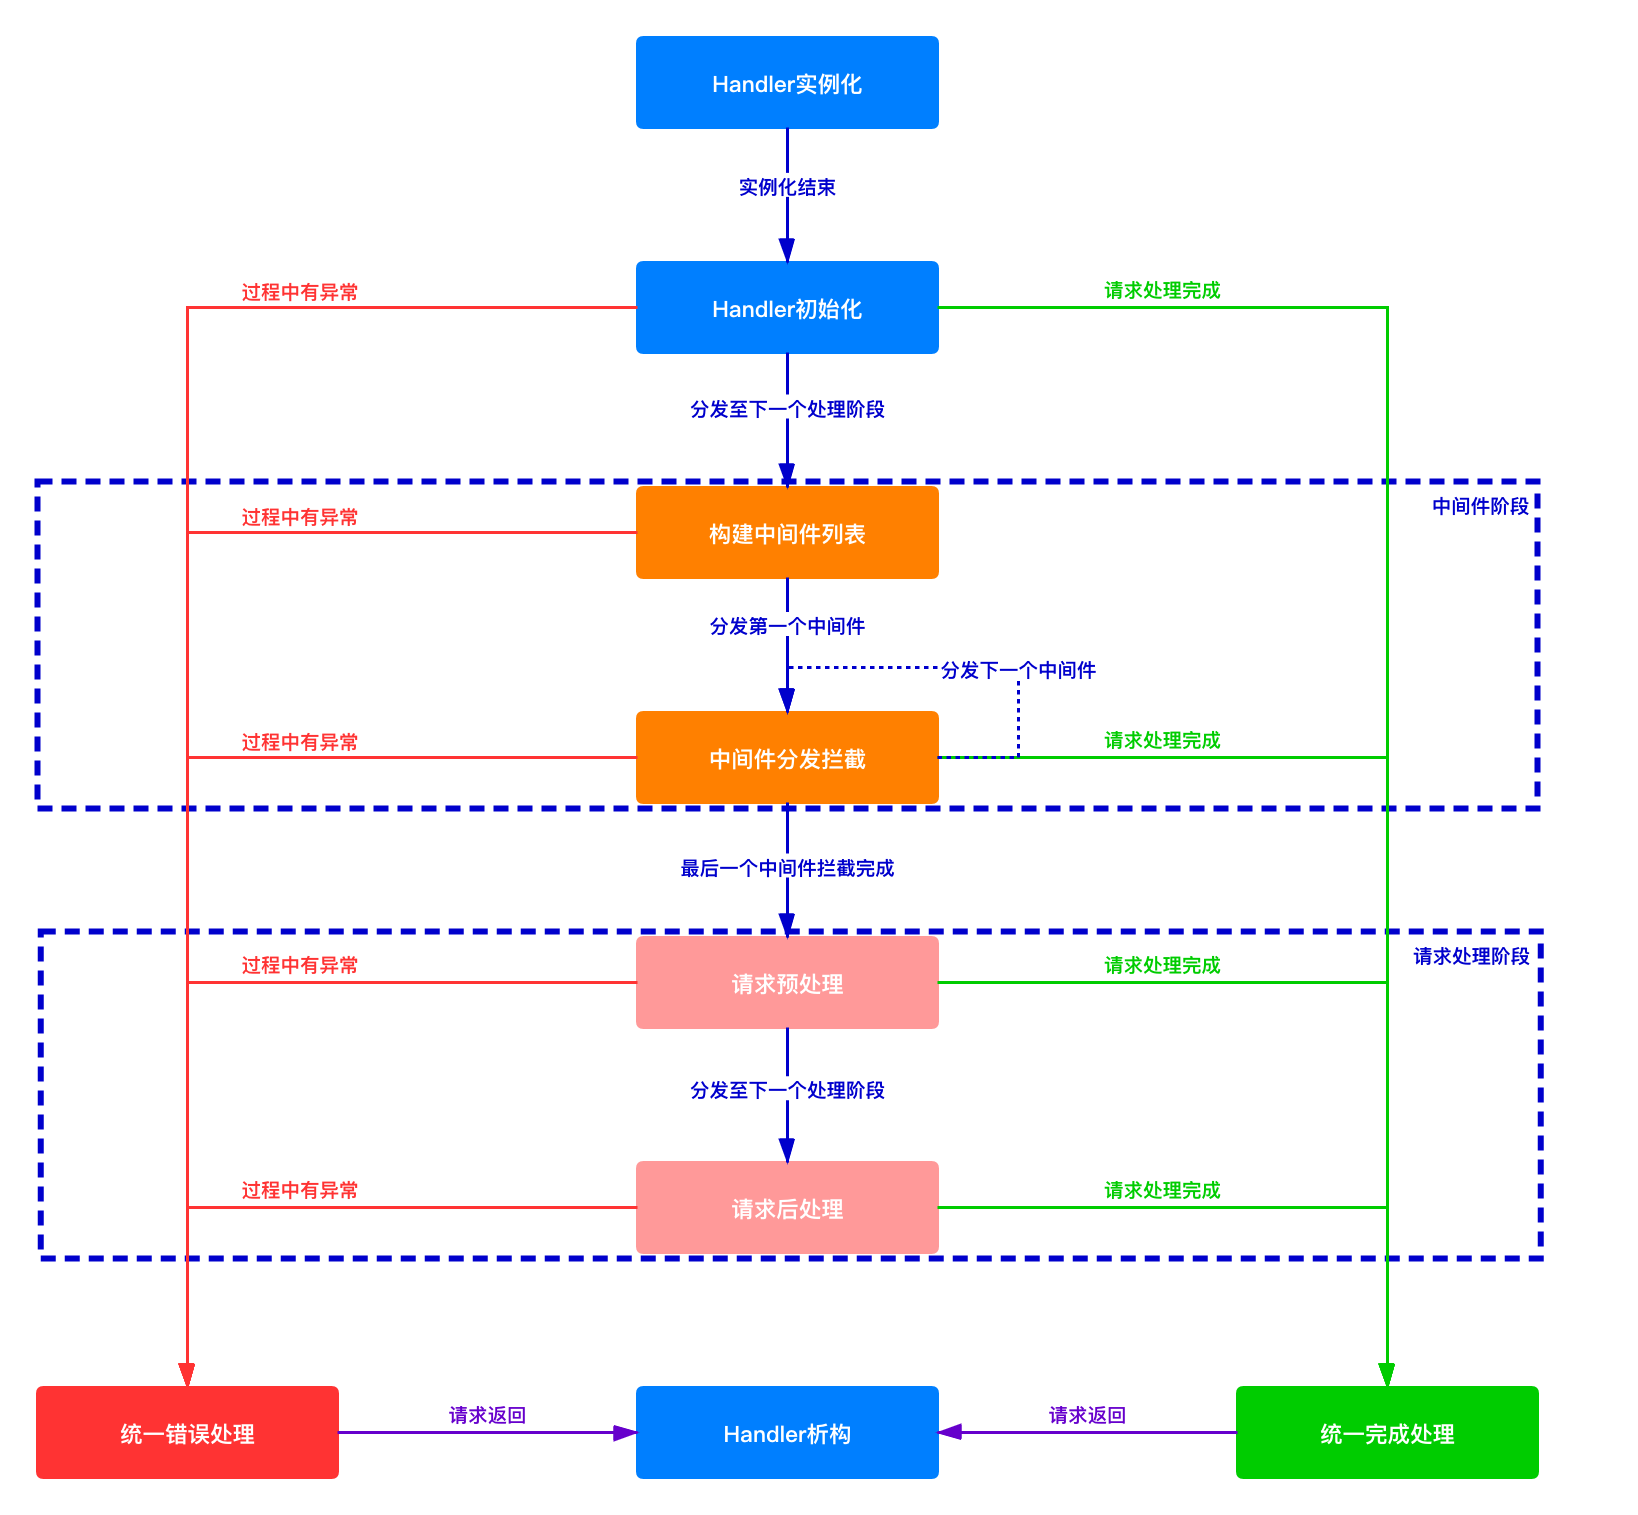 Handler实例化
实例化结束
过程中有异常
请求处理完成
Handler初始化
分发至下一个处理阶段
中间件阶段
过程中有异常
构建中间件列表
分发第一个中间件
分发下一个中间件
过程中有异常
请求处理完成
中间件分发拦截
最后一个中间件拦截完成
请求处理阶段
过程中有异常
请求处理完成
请求预处理
分发至下一个处理阶段
过程中有异常
请求处理完成
请求后处理
统一错误处理
请求返回
Handler析构
请求返回
统一完成处理